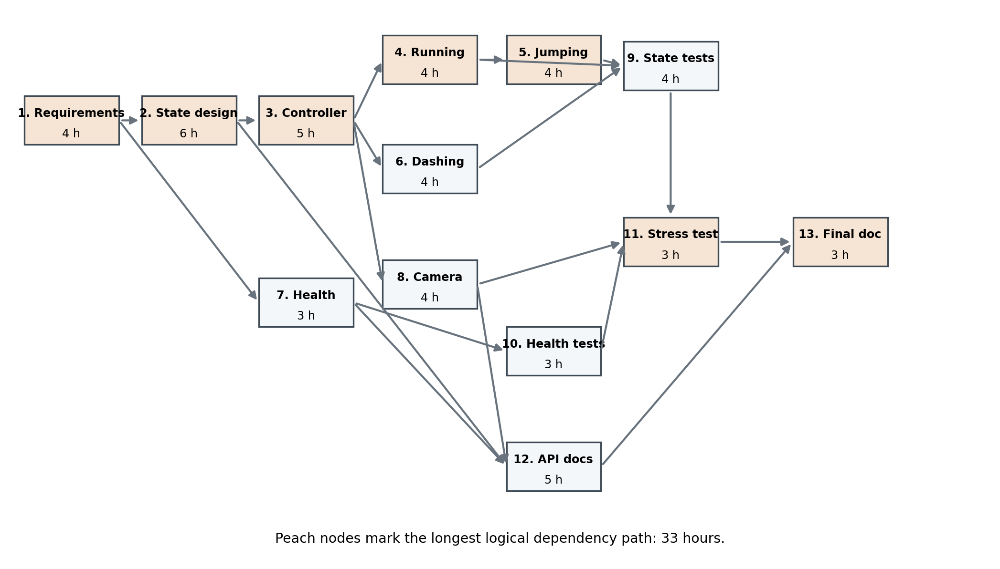 4. Running
4 h
5. Jumping
4 h
9. State tests
4 h
1. Requirements
4 h
2. State design
6 h
3. Controller
5 h
6. Dashing
4 h
11. Stress test
3 h
13. Final doc
3 h
8. Camera
4 h
7. Health
3 h
10. Health tests
3 h
12. API docs
5 h
Peach nodes mark the longest logical dependency path: 33 hours.